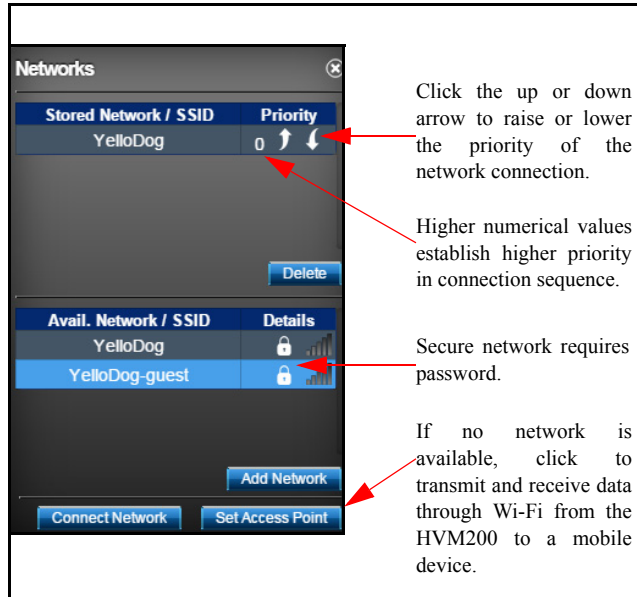 Networks
Stored Network / SSID Priority
YelloDog 0
Delete
Avail. Network / SSID Details
YelloDog
YelloDog-guest
Add Network
Connect Network Set Access Point
Click the up or down
arrow to raise or lower
the priority of the
network connection.
Higher numerical values
establish higher priority
in connection sequence.
Secure network requires
password.
If no network is
available, click to
transmit and receive data
through Wi-Fi from the
HVM200 to a mobile
device.